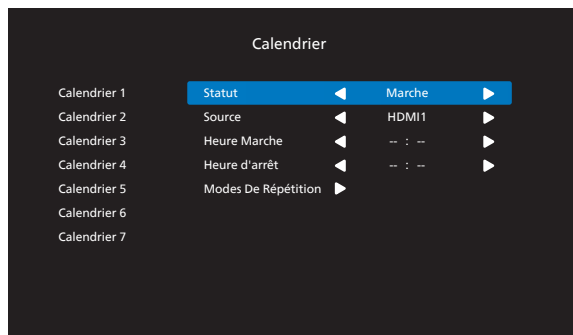 Calendrier
Calendrier 1 Statut Marche
Calendrier 2 Source HDMI1
Calendrier 3 Heure Marche -- : --
Calendrier 4 Heure d'arrêt -- : --
Calendrier 5 Modes De Répétition
Calendrier 6
Calendrier 7